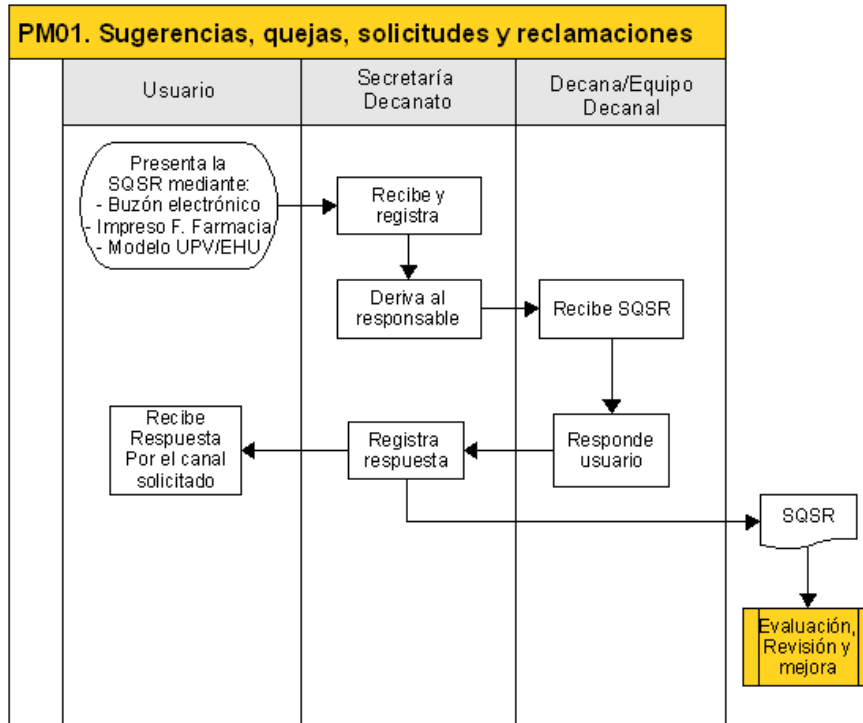 PM01. Sugerencias, quejas, solicitudes y reclamaciones
Usuario
Secretaría
Decanato
Decana/Equipo
Decanal
Presenta la
SQSR mediante:
- Buzón electrónico
- Impreso F. Farmacia
- Modelo UPV/EHU
Recibe y
registra
Deriva al
responsable
Recibe SQSR
Recibe
Respuesta
Por el canal
solicitado
Registra
respuesta
Responde
usuario
SQSR
Evaluación,
Revisión y
mejora